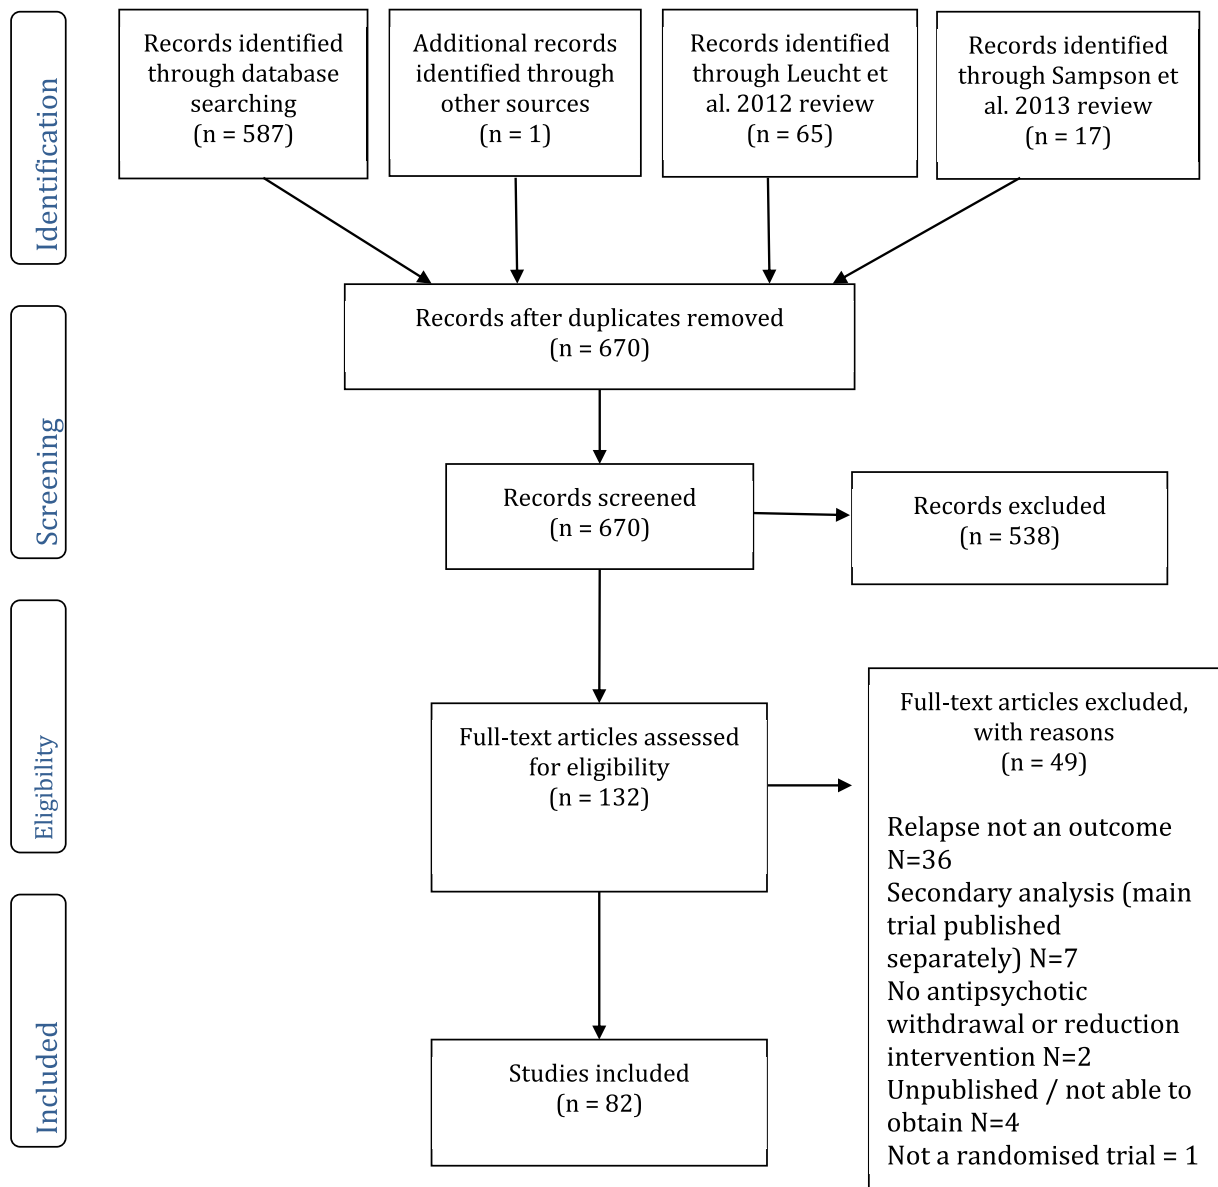 Identification
Records identified
through database
searching
(n = 587)
Additional records
identified through
other sources
(n = 1)
Records identified
through Leucht et
al. 2012 review
(n = 65)
Records identified
through Sampson et
al. 2013 review
(n = 17)
Records after duplicates removed
(n = 670)
Screening
Records screened
(n = 670)
Records excluded
(n = 538)
Eligibility
Full-text articles assessed
for eligibility
(n = 132)
Full-text articles excluded,
with reasons
(n = 49)
Relapse not an outcome
N=36
Secondary analysis (main
trial published
separately) N=7
No antipsychotic
withdrawal or reduction
intervention N=2
Unpublished / not able to
obtain N=4
Not a randomised trial = 1
Included
Studies included
(n = 82)